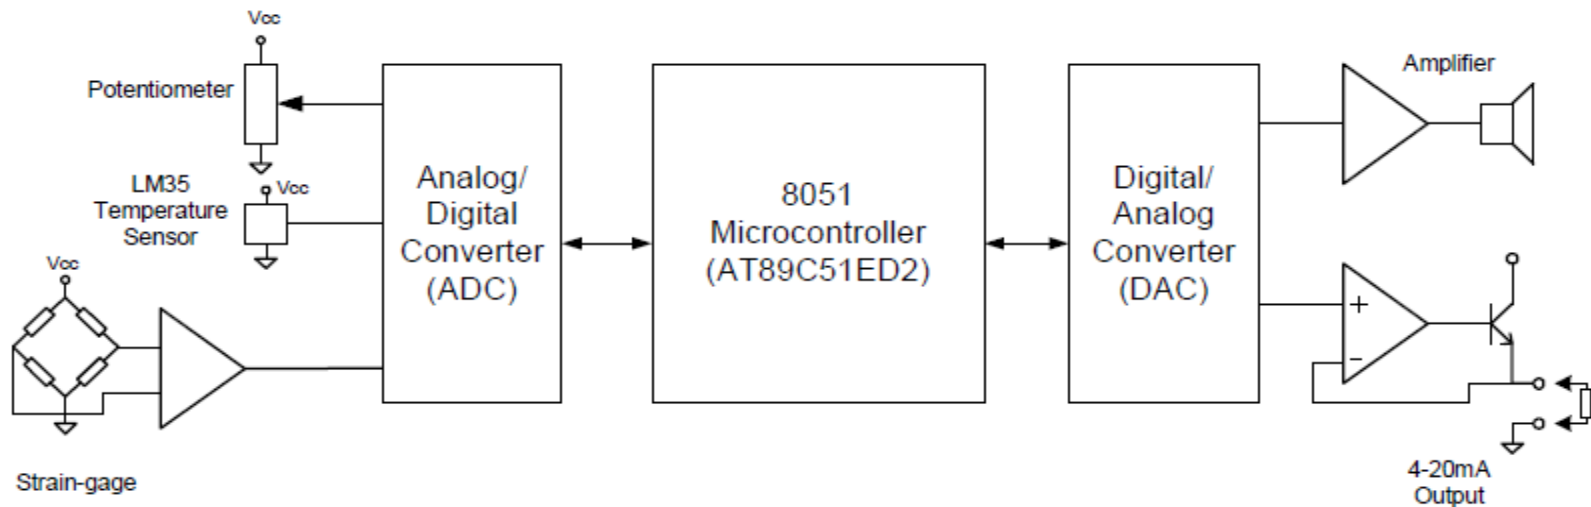 Vcc
Potentiometer
LM35
Temperature
Sensor
Vcc
Vcc
Strain-gage
Analog/
Digital
Converter
(ADC)
8051
Microcontroller
(AT89C51ED2)
Digital/
Analog
Converter
(DAC)
Amplifier
+
-
4-20mA
Output